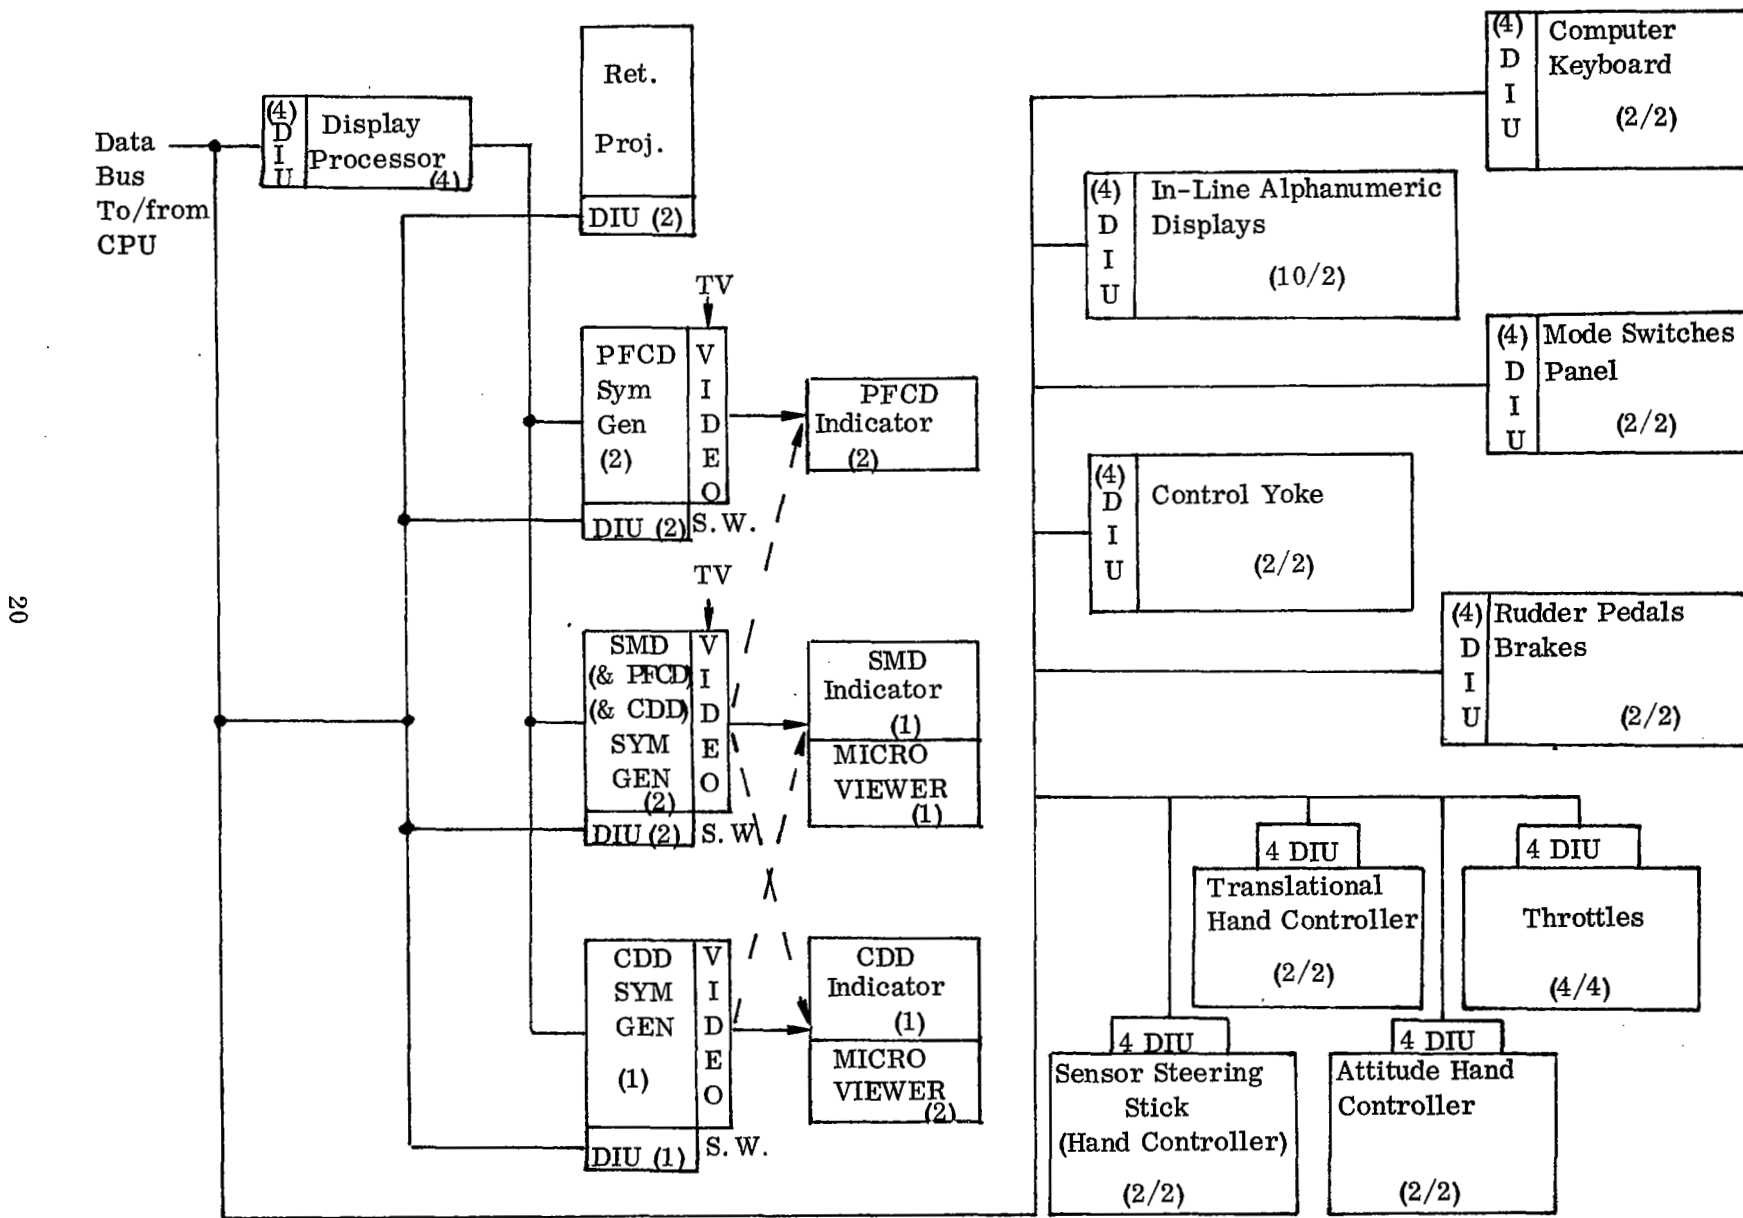 Data
Bus
To/from
CPU
(4)
D
I
U
Display
Processor
(4)
Ret.
Proj.
DIU (2)
TV
PFCD
Sym
Gen
(2)
V
I
D
E
O
DIU (2)
S.W.
PFCD
Indicator
(2)
TV
SMD
(& PFCD)
(& CDD)
SYM
GEN
(2)
V
I
D
E
O
DIU (2)
S.W
SMD
Indicator
(1)
MICRO
VIEWER
(1)
CDD
SYM
GEN
(1)
V
I
D
E
O
DIU (1)
S.W.
CDD
Indicator
(1)
MICRO
VIEWER
(2)
(4)
D
I
U
Computer
Keyboard
(2/2)
(4)
D
I
U
In-Line Alphanumeric
Displays
(10/2)
(4)
D
I
U
Mode Switches
Panel
(2/2)
(4)
D
I
U
Control Yoke
(2/2)
(4)
D
I
U
Rudder Pedals
Brakes
(2/2)
4 DIU
Translational
Hand Controller
(2/2)
4 DIU
Throttles
(4/4)
4 DIU
Sensor Steering
Stick
(Hand Controller)
(2/2)
4 DIU
Attitude Hand
Controller
(2/2)
20